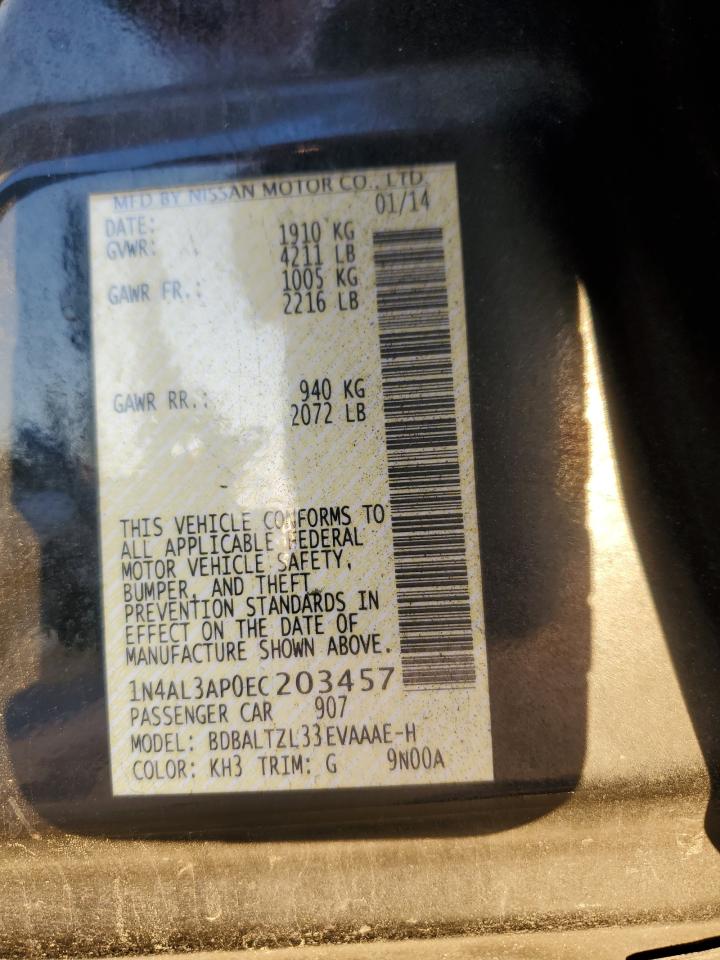 MFD BY NISSAN MOTOR CO., LTD
DATE: 01/14
GVWR: 1910 KG
4211 LB
GAWR FR.: 1005 KG
2216 LB
GAWR RR.: 940 KG
2072 LB
THIS VEHICLE CONFORMS TO
ALL APPLICABLE FEDERAL
MOTOR VEHICLE SAFETY,
BUMPER, AND THEFT
PREVENTION STANDARDS IN
EFFECT ON THE DATE OF
MANUFACTURE SHOWN ABOVE.
1N4AL3AP0EC203457
PASSENGER CAR 907
MODEL: BDBALTZL33EVAAAE-H
COLOR: KH3 TRIM: G 9N00A